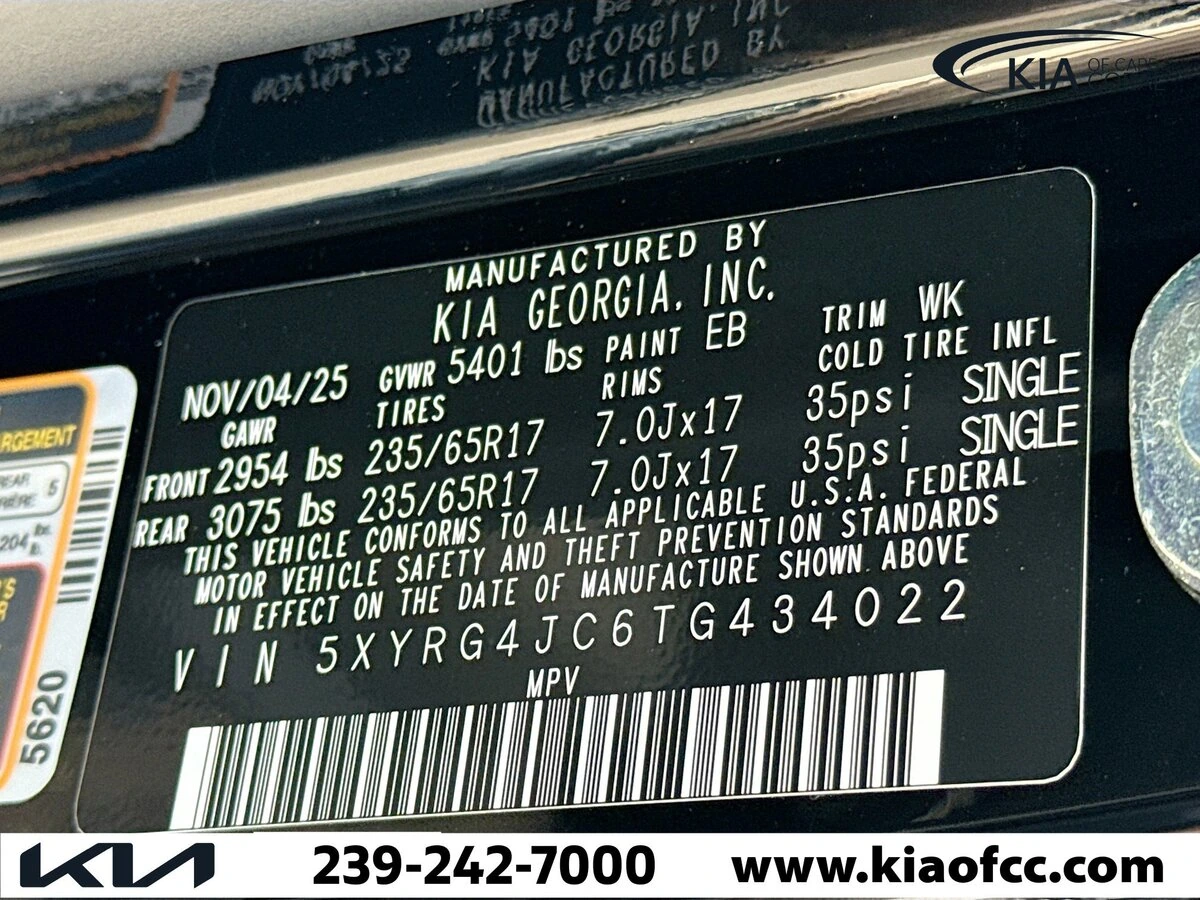 KIA OF CAPE
MANUFACTURED BY
KIA GEORGIA, INC.
NOV/04/25 GVWR 5401 lbs PAINT EB TRIM WK
GAWR TIRES RIMS COLD TIRE INFL
FRONT 2954 lbs 235/65R17 7.0Jx17 35psi SINGLE
REAR 3075 lbs 235/65R17 7.0Jx17 35psi SINGLE
THIS VEHICLE CONFORMS TO ALL APPLICABLE U.S.A. FEDERAL
MOTOR VEHICLE SAFETY AND THEFT PREVENTION STANDARDS
IN EFFECT ON THE DATE OF MANUFACTURE SHOWN ABOVE
VIN 5XYRG4JC6TG434022
MPV
5620
KIA 239-242-7000 www.kiaofcc.com